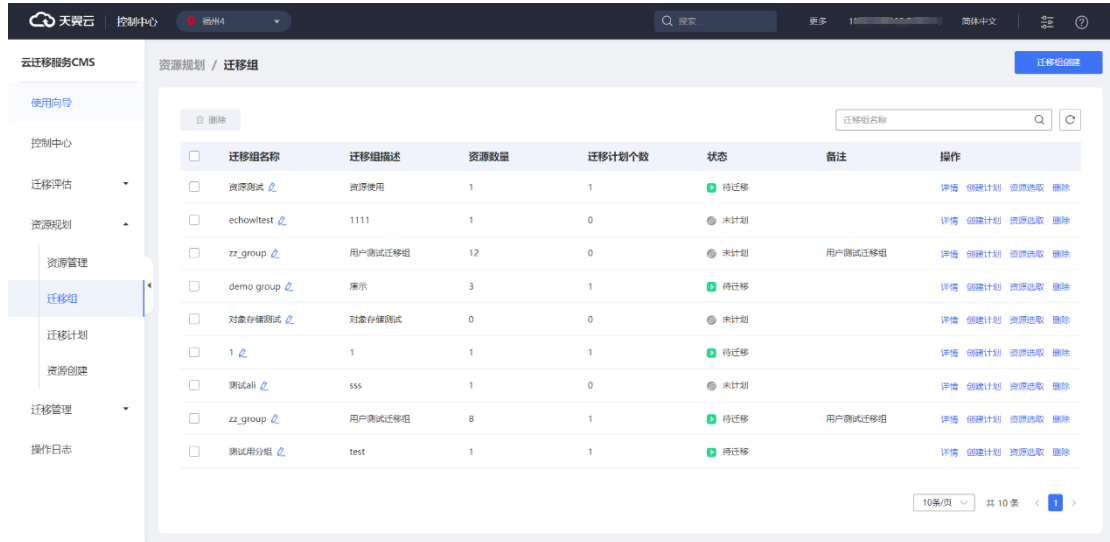 天翼云 控制中心 福州4 搜索... 更多 简体中文
云迁移服务CMS
使用向导
控制中心
迁移评估
资源规划
资源管理
迁移组
迁移计划
资源创建
迁移管理
操作日志
资源规划 / 迁移组 迁移组创建
删除 迁移组名称
迁移组名称 迁移组描述 资源数量 迁移计划个数 状态 备注 操作
资源测试 资源使用 1 1 待迁移 详情 创建计划 资源选取 删除
echowltest 1111 1 0 未计划 详情 创建计划 资源选取 删除
zz_group 用户测试迁移组 12 0 未计划 用户测试迁移组 详情 创建计划 资源选取 删除
demo group 演示 3 1 待迁移 详情 创建计划 资源选取 删除
对象存储测试 对象存储测试 0 0 未计划 详情 创建计划 资源选取 删除
1 1 1 1 待迁移 详情 创建计划 资源选取 删除
测试ali sss 1 0 未计划 详情 创建计划 资源选取 删除
zz_group 用户测试迁移组 8 1 待迁移 用户测试迁移组 详情 创建计划 资源选取 删除
测试用分组 test 1 1 待迁移 详情 创建计划 资源选取 删除
10条/页 共 10 条 < 1 >